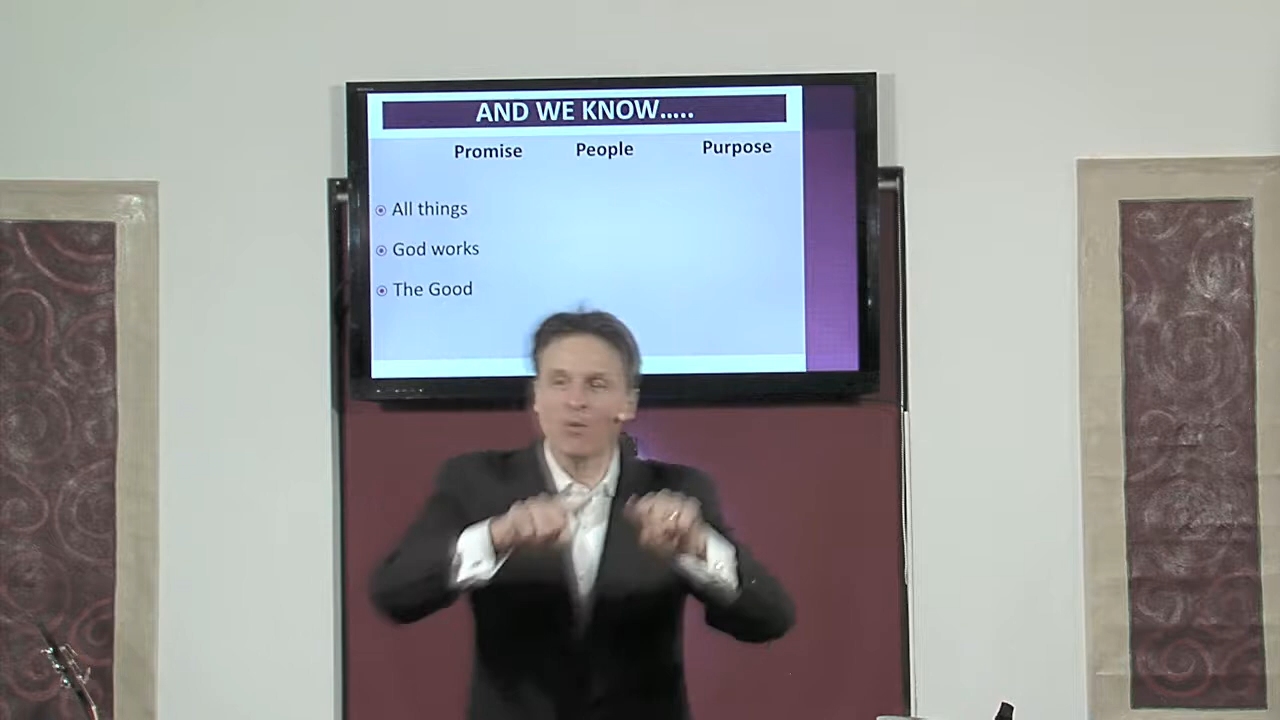 AND WE KNOW.....
Promise People Purpose
All things
God works
The Good